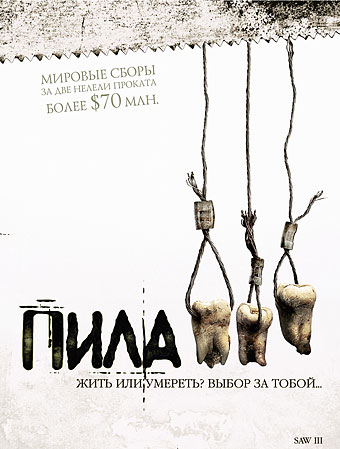 МИРОВЫЕ СБОРЫ
ЗА ДВЕ НЕДЕЛИ ПРОКАТА
БОЛЕЕ $70 МЛН.
ПИЛА
ЖИТЬ ИЛИ УМЕРЕТЬ? ВЫБОР ЗА ТОБОЙ...
SAW III